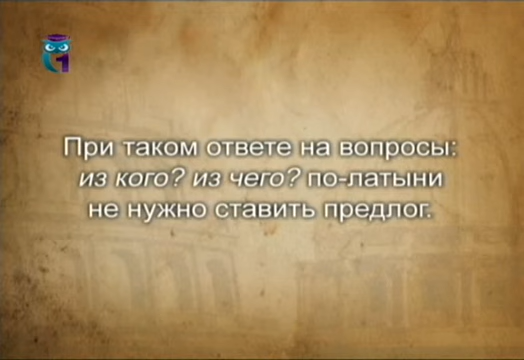 При таком ответе на вопросы:
из кого? из чего? по-латыни
не нужно ставить предлог.